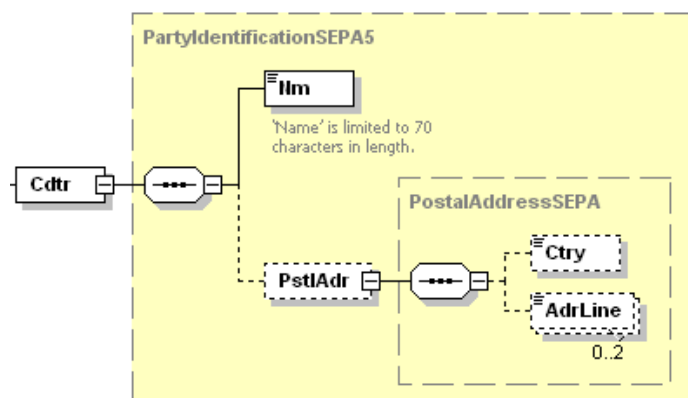 PartyIdentificationSEPA5
Nm
'Name' is limited to 70
characters in length.
Cdtr
PostalAddressSEPA
Ctry
PstlAdr
AdrLine
0..2